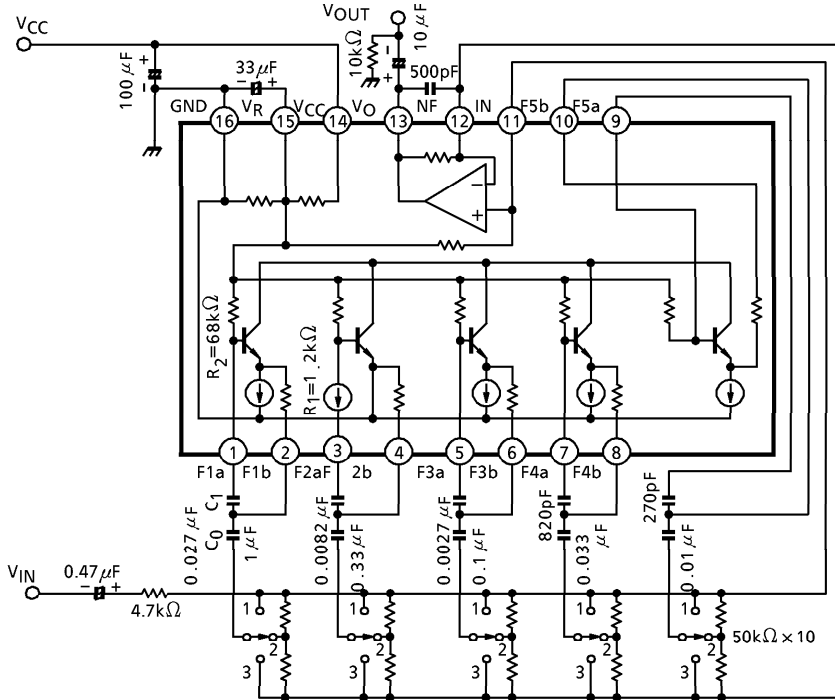 VCC
VOUT
10kΩ
10 μF
100 μF
33μF
500pF
− +
GND VR VCC VO NF IN F5b F5a
16 15 14 13 12 11 10 9
−
+
R2=68kΩ
R1=1.2kΩ
1 2 3 4 5 6 7 8
F1a F1b F2aF 2b F3a F3b F4a F4b
C1
C0
0.027 μF
1 μF
0.0082 μF
0.33 μF
0.0027 μF
0.1 μF
820pF
0.033 μF
270pF
0.01 μF
VIN
0.47μF
− +
4.7kΩ
1 1 1 1 1
2 2 2 2 2
50kΩ×10
3 3 3 3 3